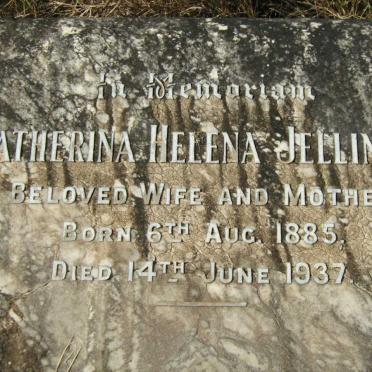 In Memoriam
ATHERINA HELENA JELLIN
BELOVED WIFE AND MOTHE
BORN 6TH AUG. 1885.
DIED 14TH JUNE 1937.